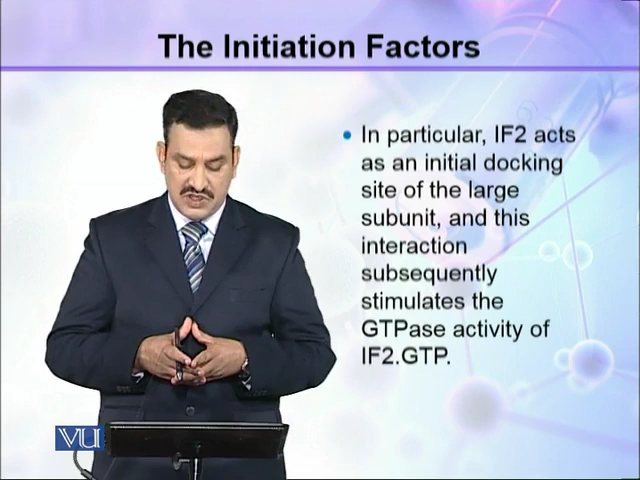 The Initiation Factors
In particular, IF2 acts
as an initial docking
site of the large
subunit, and this
interaction
subsequently
stimulates the
GTPase activity of
IF2.GTP.
VU